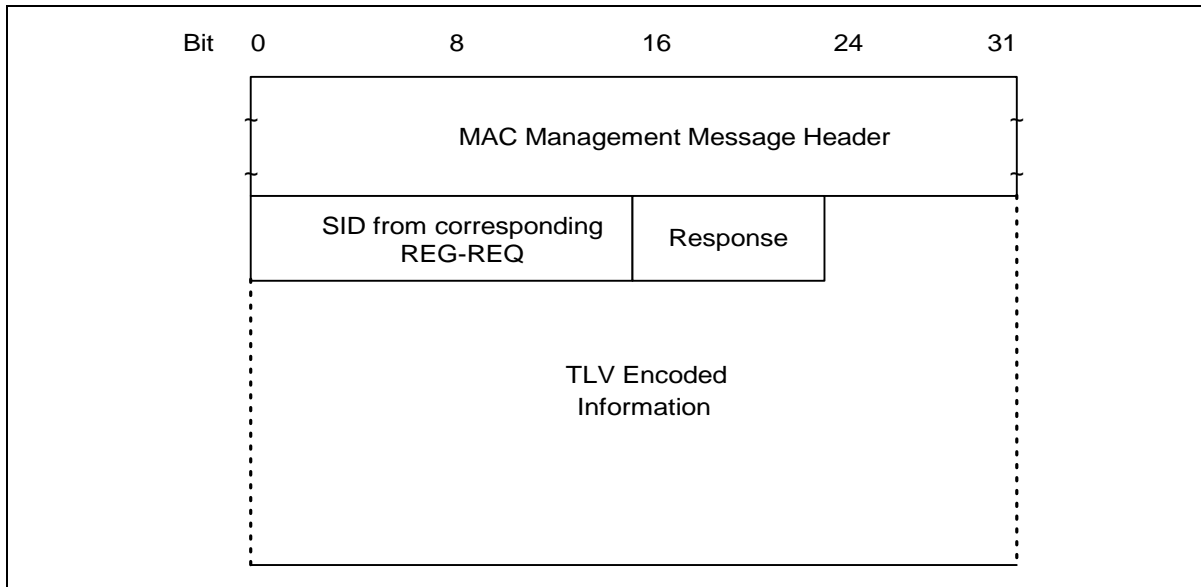 Bit 0 8 16 24 31
~ ~
MAC Management Message Header
~ ~
SID from corresponding
REG-REQ
Response
TLV Encoded
Information